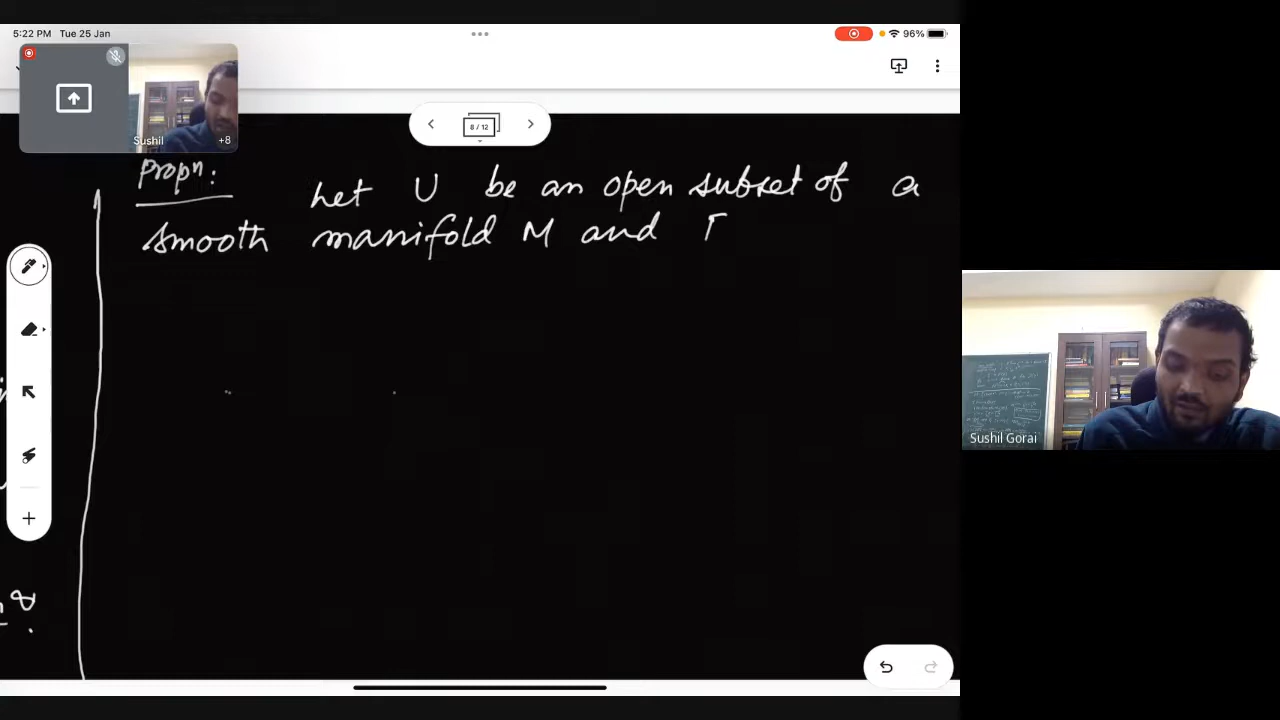 5:22 PM Tue 25 Jan
96%
Sushil
+8
8 / 12
Propn:
Let U be an open subset of a
smooth manifold M and
Sushil Gorai